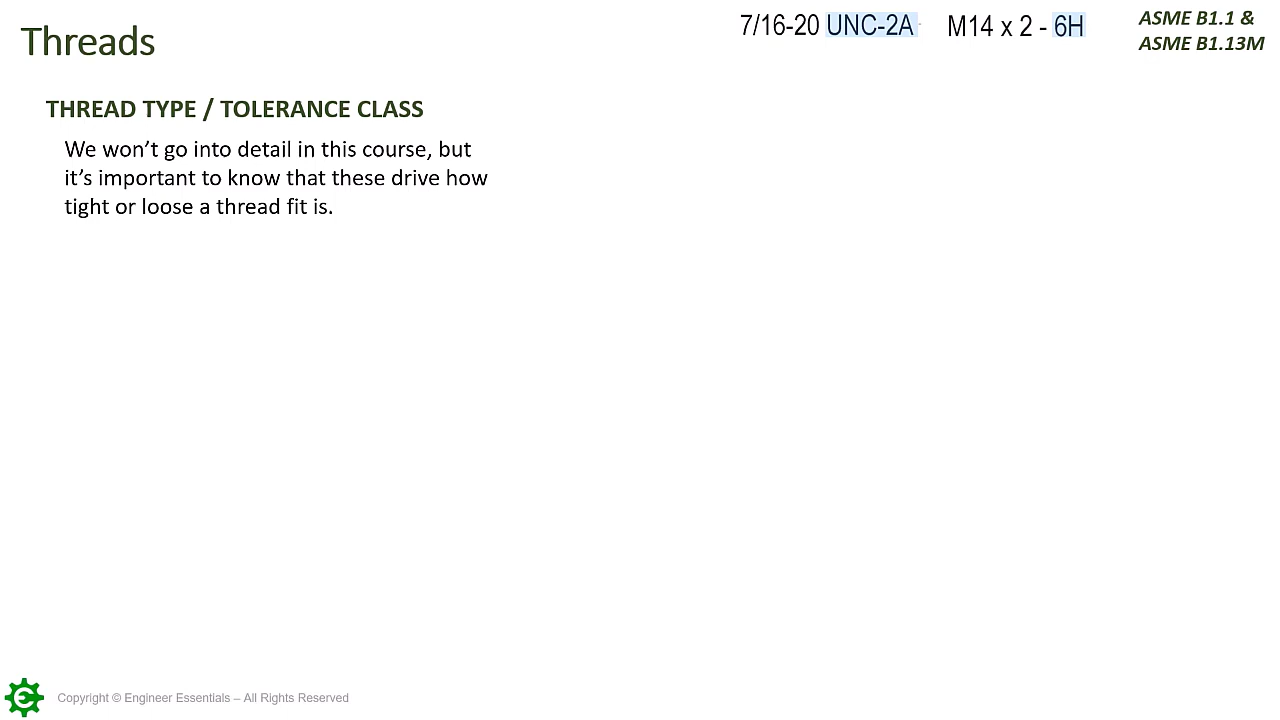 Threads
7/16-20 UNC-2A
M14 x 2 - 6H
ASME B1.1 &
ASME B1.13M
THREAD TYPE / TOLERANCE CLASS
We won’t go into detail in this course, but
it’s important to know that these drive how
tight or loose a thread fit is.
Copyright © Engineer Essentials – All Rights Reserved